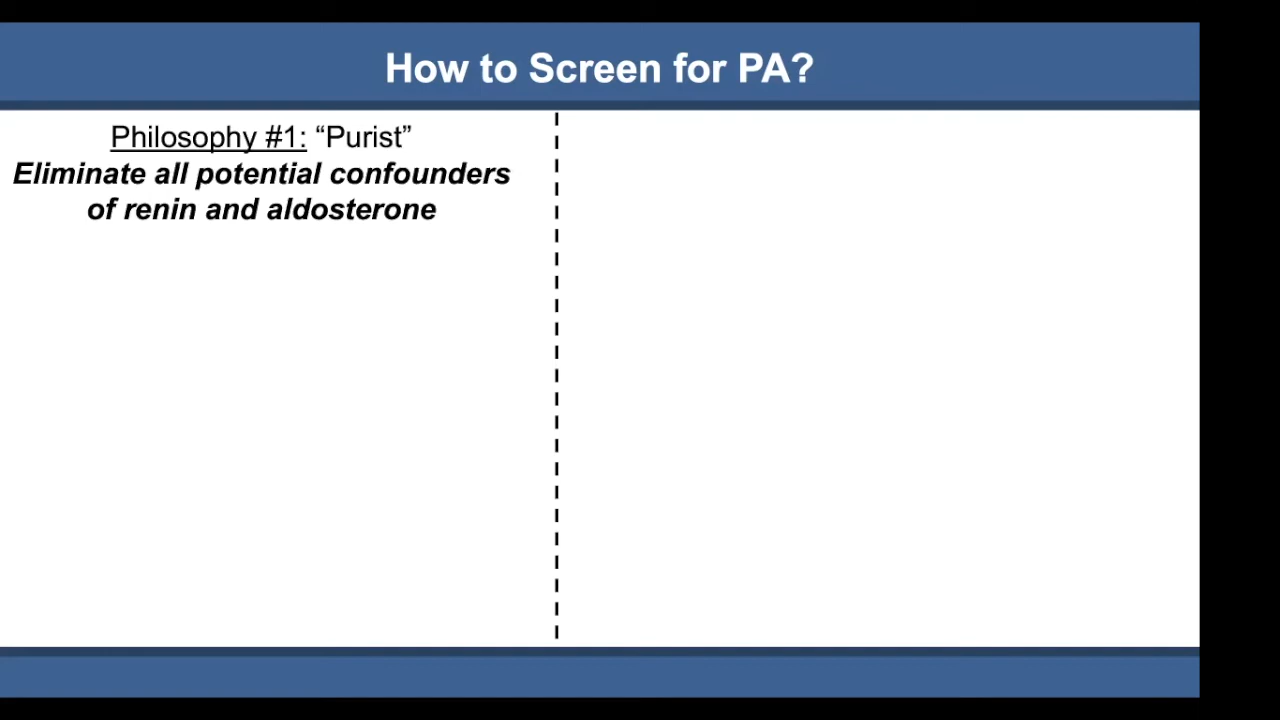 How to Screen for PA?
Philosophy #1: “Purist”
Eliminate all potential confounders
of renin and aldosterone